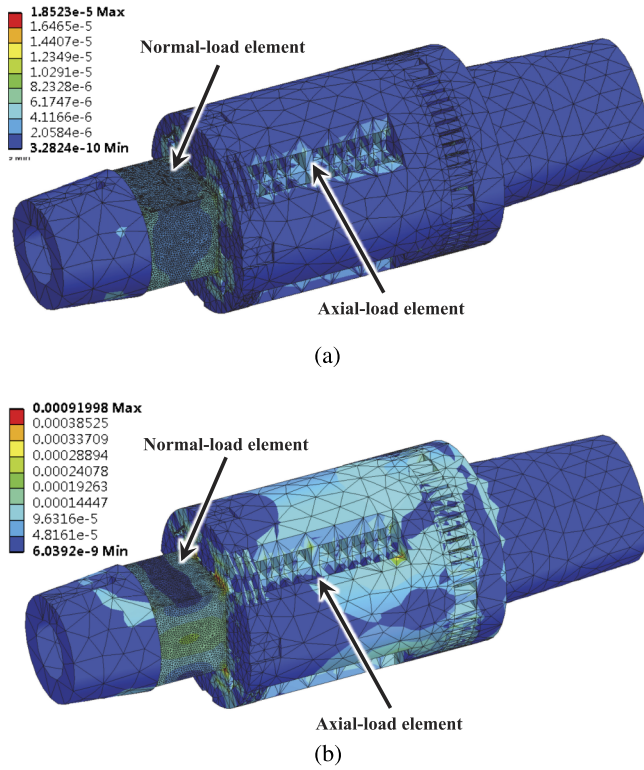 1.8523e-5 Max
1.6465e-5
1.4407e-5
1.2349e-5
1.0291e-5
8.2328e-6
6.1747e-6
4.1166e-6
2.0584e-6
3.2824e-10 Min
Normal-load element
Axial-load element
(a)
0.00091998 Max
0.00038525
0.00033709
0.00028894
0.00024078
0.00019263
0.00014447
9.6316e-5
4.8161e-5
6.0392e-9 Min
Normal-load element
Axial-load element
(b)